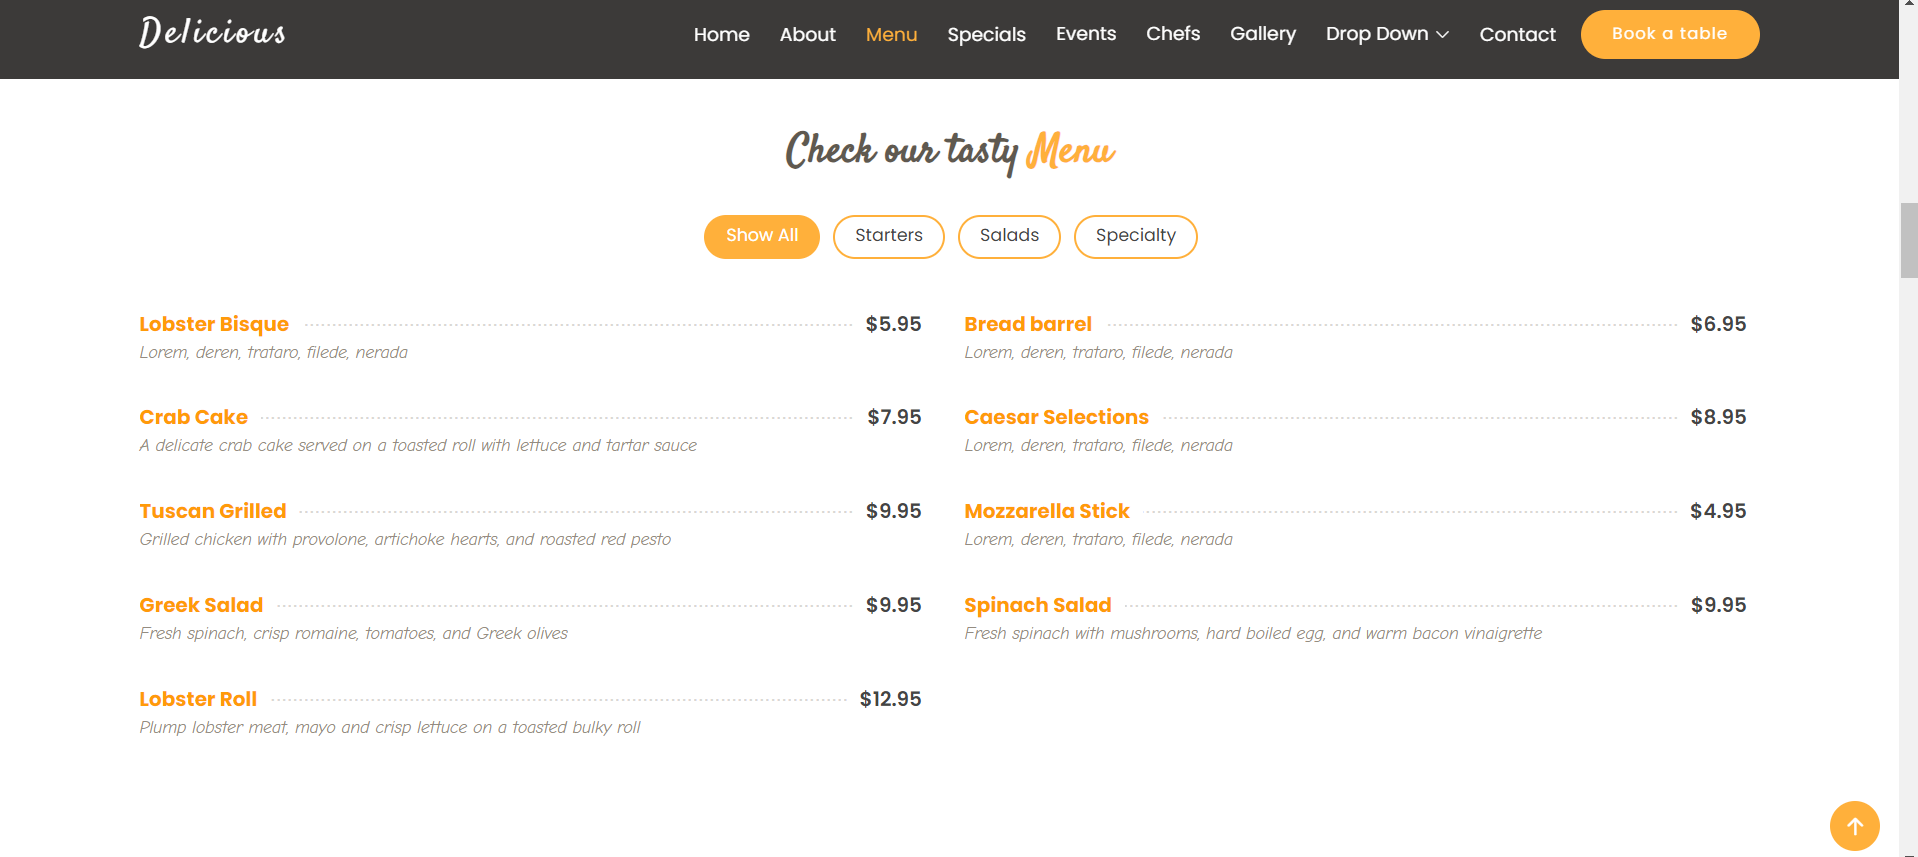 Delicious
Home About Menu Specials Events Chefs Gallery Drop Down Contact Book a table
Check our tasty Menu
Show All Starters Salads Specialty
Lobster Bisque $5.95
Lorem, deren, trataro, filede, nerada
Bread barrel $6.95
Lorem, deren, trataro, filede, nerada
Crab Cake $7.95
A delicate crab cake served on a toasted roll with lettuce and tartar sauce
Caesar Selections $8.95
Lorem, deren, trataro, filede, nerada
Tuscan Grilled $9.95
Grilled chicken with provolone, artichoke hearts, and roasted red pesto
Mozzarella Stick $4.95
Lorem, deren, trataro, filede, nerada
Greek Salad $9.95
Fresh spinach, crisp romaine, tomatoes, and Greek olives
Spinach Salad $9.95
Fresh spinach with mushrooms, hard boiled egg, and warm bacon vinaigrette
Lobster Roll $12.95
Plump lobster meat, mayo and crisp lettuce on a toasted bulky roll